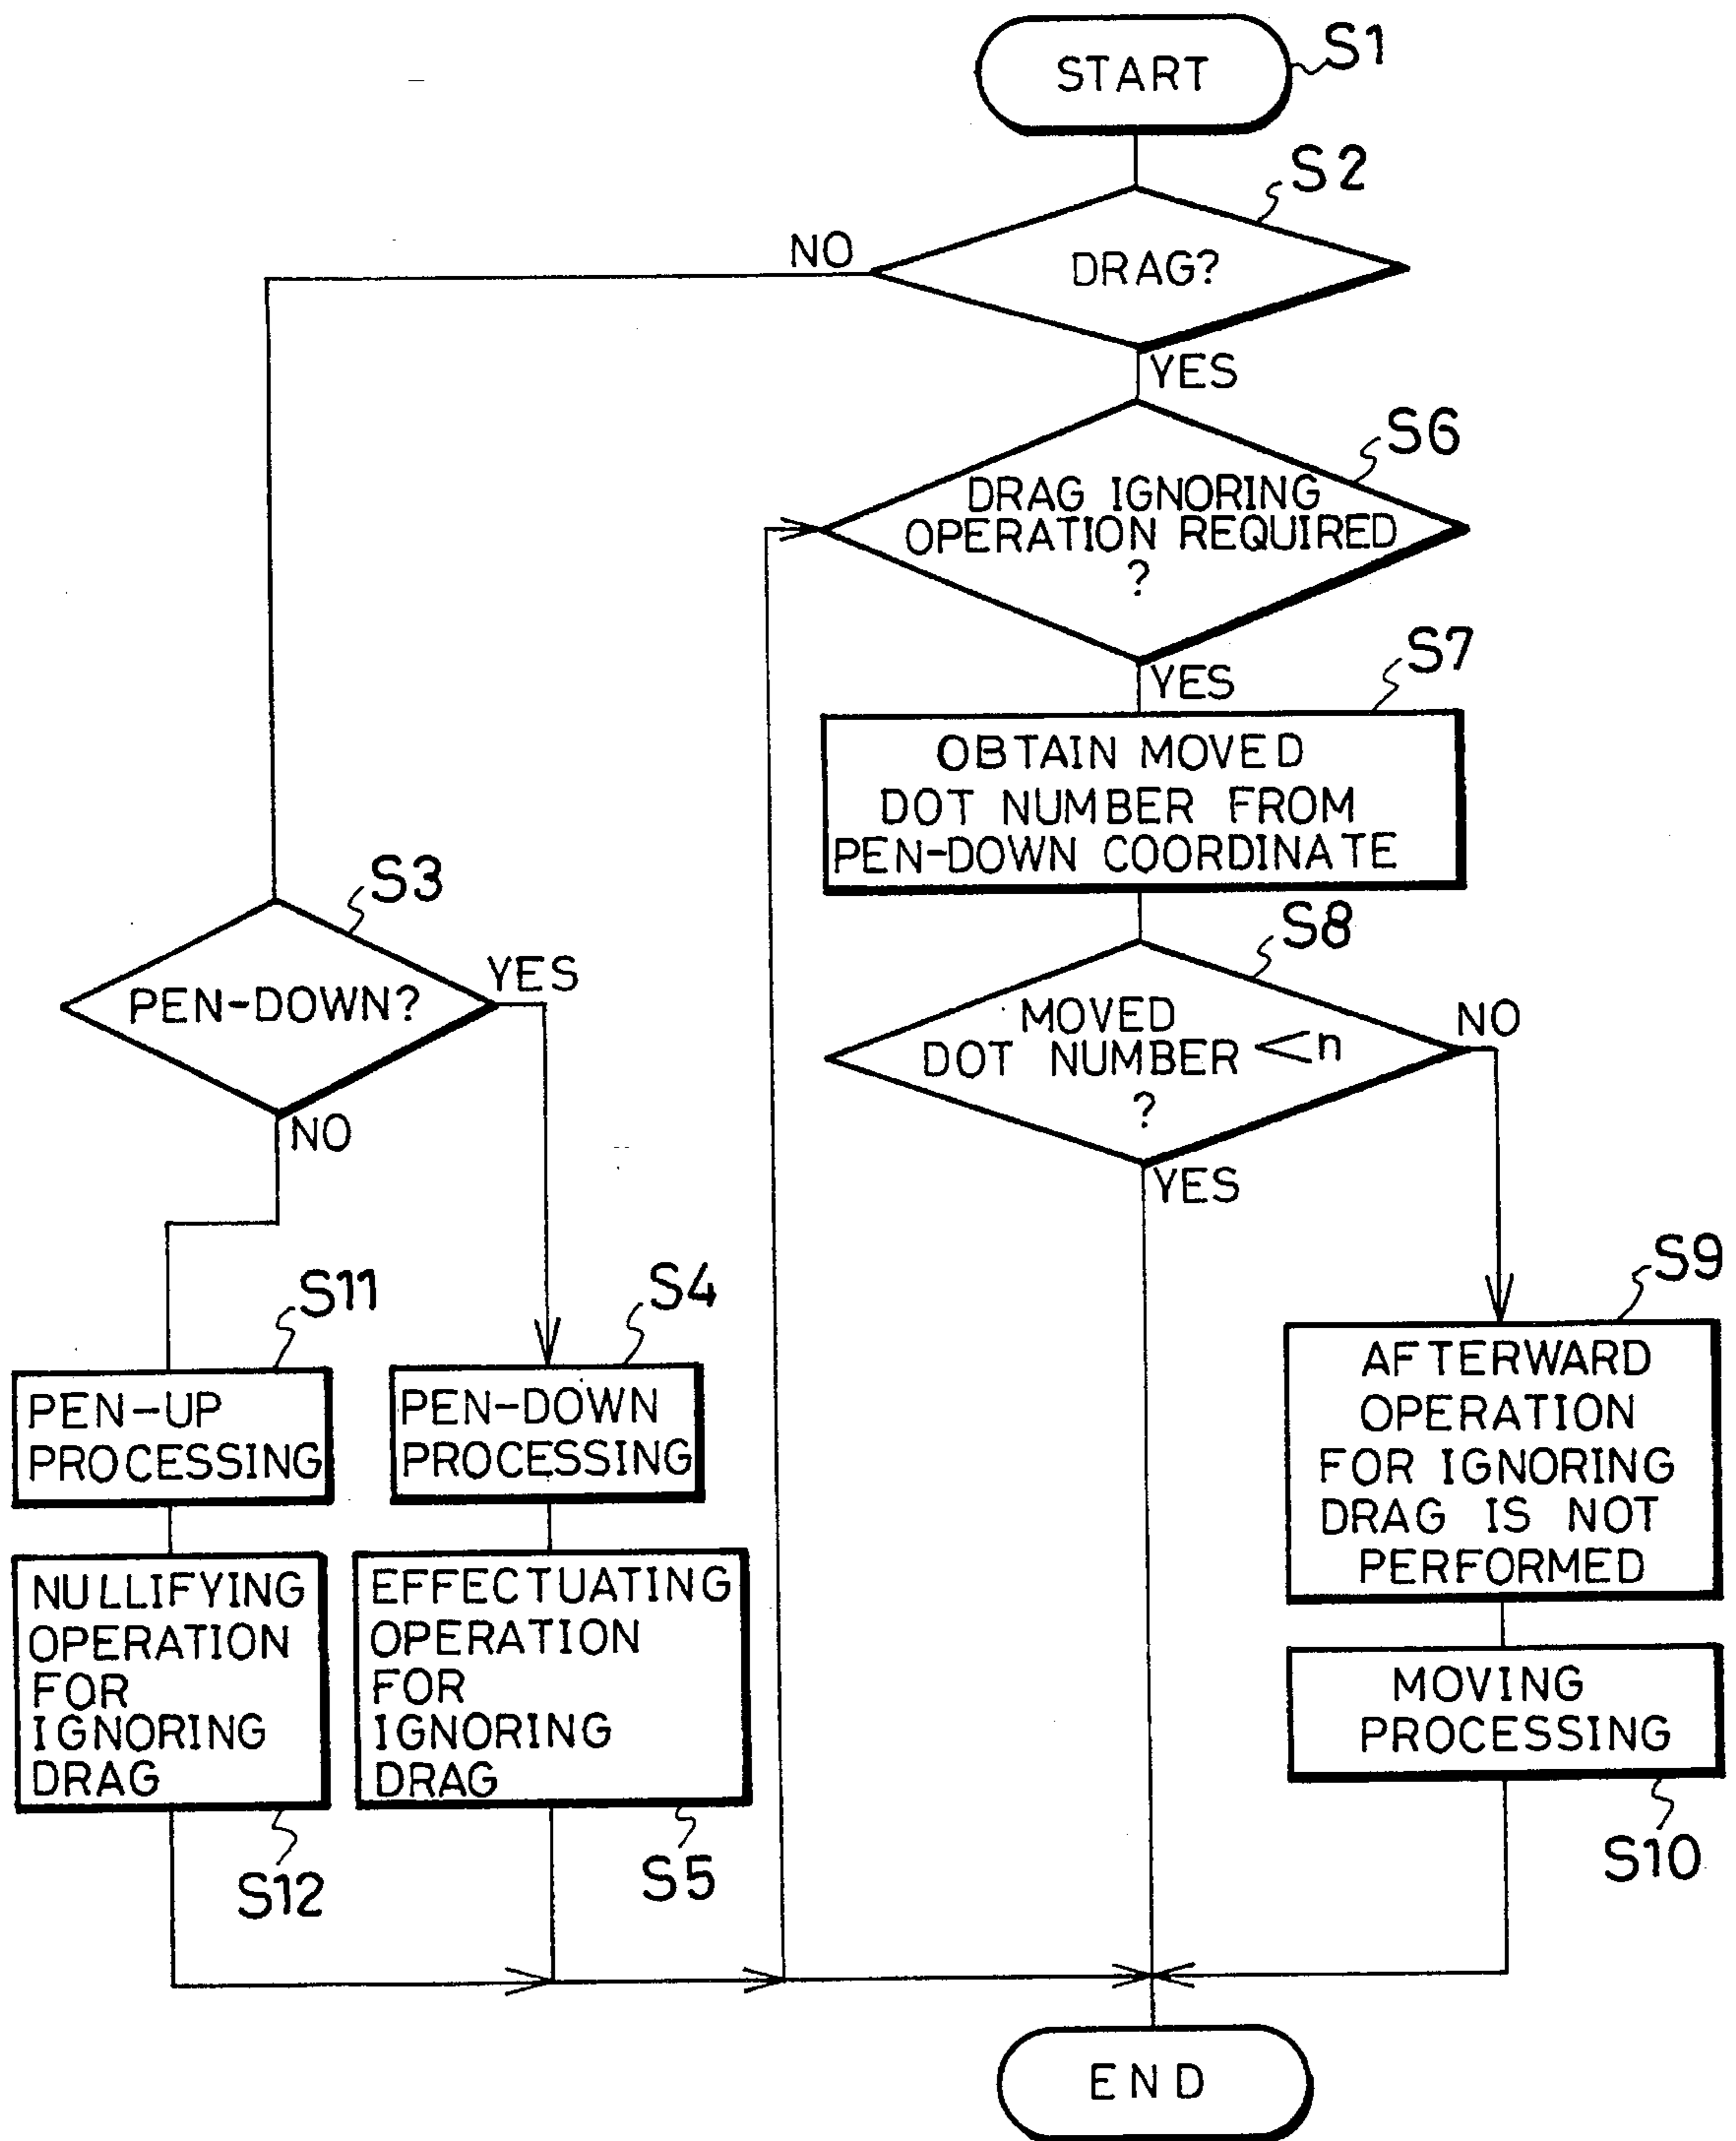 START
S1
S2
NO
DRAG?
YES
S6
DRAG IGNORING
OPERATION REQUIRED
?
YES
S7
OBTAIN MOVED
DOT NUMBER FROM
PEN-DOWN COORDINATE
S3
PEN-DOWN?
YES
NO
S8
MOVED
DOT NUMBER <n
?
NO
YES
S11
PEN-UP
PROCESSING
S4
PEN-DOWN
PROCESSING
S9
AFTERWARD
OPERATION
FOR IGNORING
DRAG IS NOT
PERFORMED
NULLIFYING
OPERATION
FOR
IGNORING
DRAG
S12
EFFECTUATING
OPERATION
FOR
IGNORING
DRAG
S5
MOVING
PROCESSING
S10
END